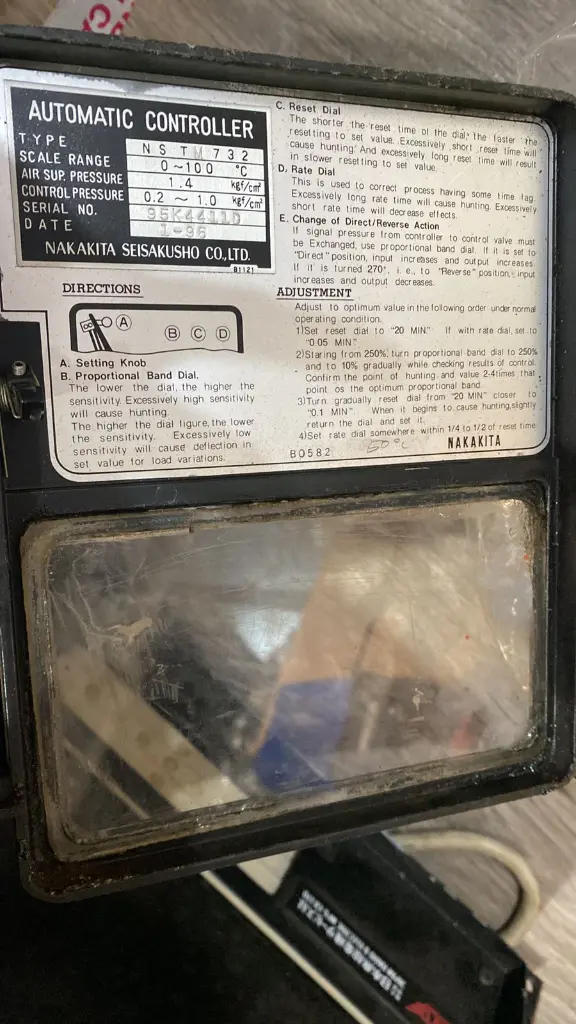 AUTOMATIC CONTROLLER
TYPE NSTM732
SCALE RANGE 0~100 °C
AIR SUP. PRESSURE 1.4 kgf/cm²
CONTROL PRESSURE 0.2 ~ 1.0 kgf/cm²
SERIAL NO. 95K4411D
DATE 1-96
NAKAKITA SEISAKUSHO CO., LTD.
B1121
DIRECTIONS
A B C D
A. Setting Knob
B. Proportional Band Dial.
The lower the dial, the higher the
sensitivity. Excessively high sensitivity
will cause hunting.
The higher the dial figure, the lower
the sensitivity. Excessively low
sensitivity will cause deflection in
set value for load variations.
C. Reset Dial
The shorter the reset time of the dial, the faster the
resetting to set value. Excessively short reset time will
cause hunting. And excessively long reset time will result
in slower resetting to set value.
D. Rate Dial
This is used to correct process having some time lag.
Excessively long rate time will cause hunting. Excessively
short rate time will decrease effects.
E. Change of Direct/Reverse Action
If signal pressure from controller to control valve must
be Exchanged, use proportional band dial. If it is set to
"Direct" position, input increases and output increases.
If it is turned 270°, i. e., to "Reverse" position, input
increases and output decreases.
ADJUSTMENT
Adjust to optimum value in the following order under normal
operating condition.
1)Set reset dial to "20 MIN" If with rate dial, set to
"0.05 MIN"
2)Staring from 250%, turn proportional band dial to 250%
and to 10% gradually while checking results of control.
Confirm the point of hunting, and value 2-4times that
point os the optimum proportional band.
3)Turn gradually reset dial from "20 MIN" closer to
"0.1 MIN". When it begins to cause hunting, slightly
return the dial and set it.
4)Set rate dial somewhere within 1/4 to 1/2 of reset time
B0582 50°C NAKAKITA